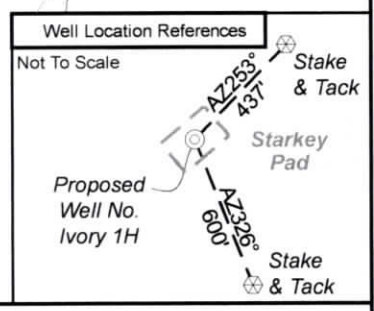 Well Location References
Not To Scale
Stake
& Tack
AZ253°
437'
Starkey
Pad
Proposed
Well No.
Ivory 1H
AZ326°
600'
Stake
& Tack